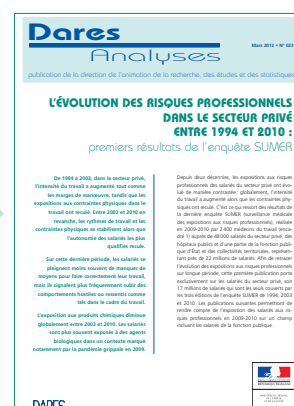 Dares
Analyses
Mars 2012 • N° 023
publication de la direction de l'animation de la recherche, des études et des statistiques
L'ÉVOLUTION DES RISQUES PROFESSIONNELS
DANS LE SECTEUR PRIVÉ
ENTRE 1994 ET 2010 :
premiers résultats de l'enquête SUMER
De 1994 à 2003, dans le secteur privé,
l'intensité du travail a augmenté tout comme
les marges de manœuvre, tandis que les
expositions aux contraintes physiques dans le
travail ont reculé. Entre 2003 et 2010 en
revanche, les rythmes de travail et les
contraintes physiques se stabilisent alors que
l'autonomie des salariés les plus
qualifiés recule.
Sur cette dernière période, les salariés se
plaignent moins souvent de manquer de
moyens pour faire correctement leur travail,
mais ils signalent plus fréquemment subir des
comportements hostiles ou ressentis comme
tels dans le cadre du travail.
L'exposition aux produits chimiques diminue
globalement entre 2003 et 2010. Les salariés
sont plus souvent exposés à des agents
biologiques dans un contexte marqué
notamment par la pandémie grippale en 2009.
Depuis deux décennies, les expositions aux risques
professionnels des salariés du secteur privé ont évo-
lué de manière contrastée : globalement, l'intensité
du travail a augmenté alors que les contraintes phy-
siques ont reculé. C'est ce qui ressort des résultats de
la dernière enquête SUMER (surveillance médicale
des expositions aux risques professionnels), réalisée
en 2009-2010 par 2 400 médecins du travail (enca-
dré 1) auprès de 48 000 salariés du secteur privé, des
hôpitaux publics et d'une partie de la fonction publi-
que d'État et des collectivités territoriales, représen-
tant près de 22 millions de salariés. Afin de retracer
l'évolution des expositions aux risques professionnels
sur longue période, cette première publication porte
exclusivement sur les salariés du secteur privé, soit
17 millions de salariés qui sont les seuls couverts par
les trois éditions de l'enquête SUMER de 1994, 2003
et 2010. Les publications suivantes permettront de
rendre compte de l'exposition des salariés aux ris-
ques professionnels en 2009-2010 sur un champ
incluant les salariés de la fonction publique.
DARES